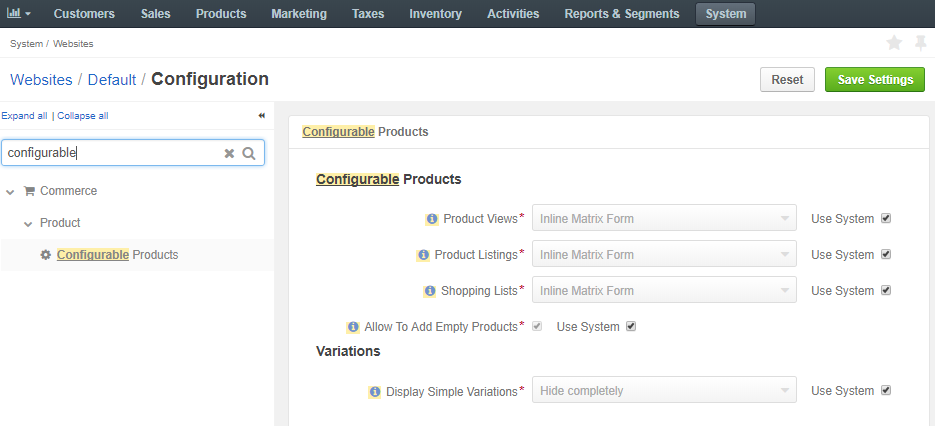 Customers Sales Products Marketing Taxes Inventory Activities Reports & Segments System
System / Websites
Websites / Default / Configuration
Reset Save Settings
Expand all | Collapse all
configurable
Commerce
Product
Configurable Products
Configurable Products
Configurable Products
Product Views* Inline Matrix Form Use System
Product Listings* Inline Matrix Form Use System
Shopping Lists* Inline Matrix Form Use System
Allow To Add Empty Products* Use System
Variations
Display Simple Variations* Hide completely Use System